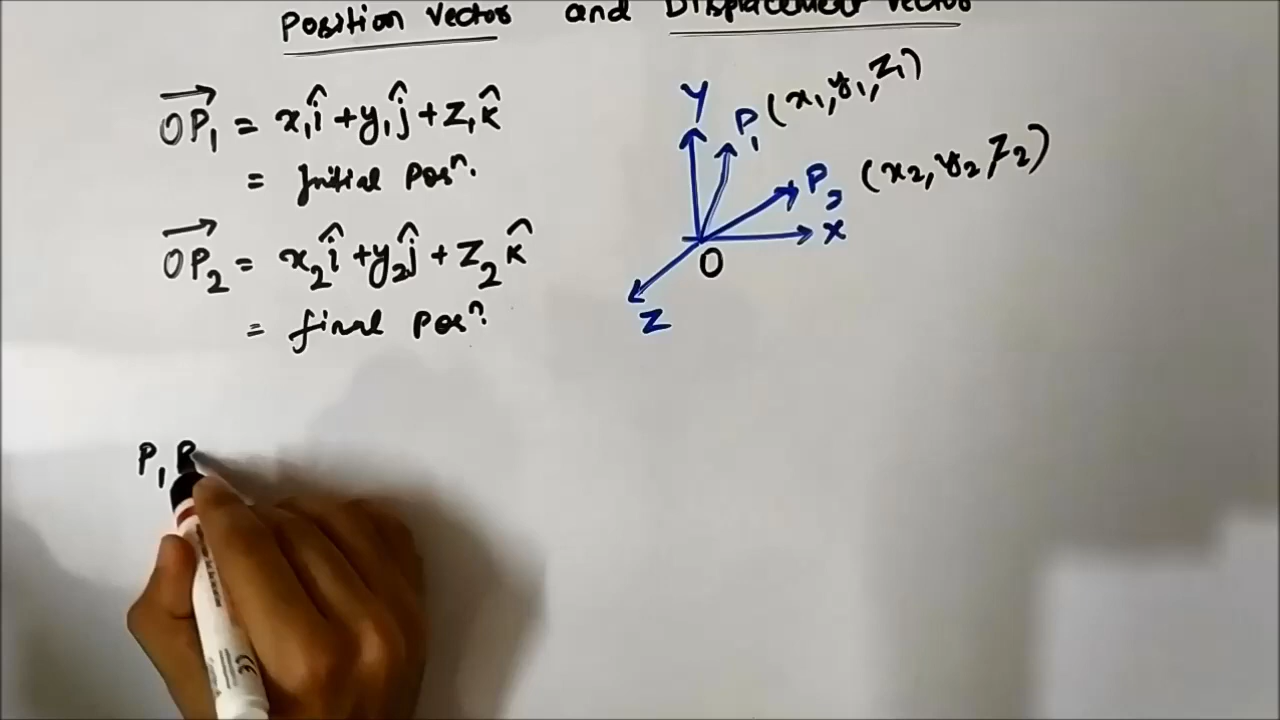 Position Vector and Displacement Vector
OP₁ = x₁î + y₁ĵ + z₁k̂
= Initial Posⁿ.
OP₂ = x₂î + y₂ĵ + z₂k̂
= final Posⁿ.
Y
P₁ (x₁, y₁, z₁)
P₂ (x₂, y₂, z₂)
X
O
Z
P₁P